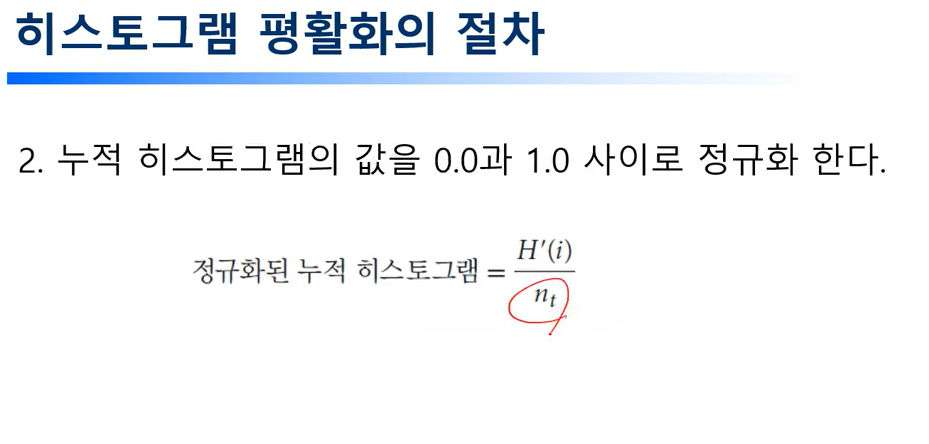 히스토그램 평활화의 절차
2. 누적 히스토그램의 값을 0.0과 1.0 사이로 정규화 한다.
정규화된 누적 히스토그램 = H′(i) / nₜ